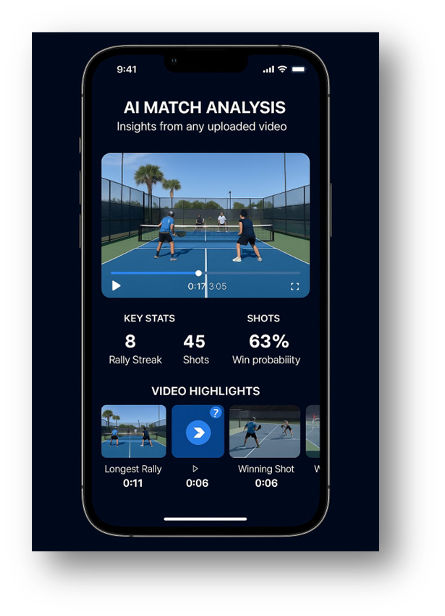 9:41
AI MATCH ANALYSIS
Insights from any uploaded video
0:17 3:05
KEY STATS SHOTS
8 45 63%
Rally Streak Shots Win probability
VIDEO HIGHLIGHTS
?
Longest Rally Winning Shot W
0:11 0:06 0:06